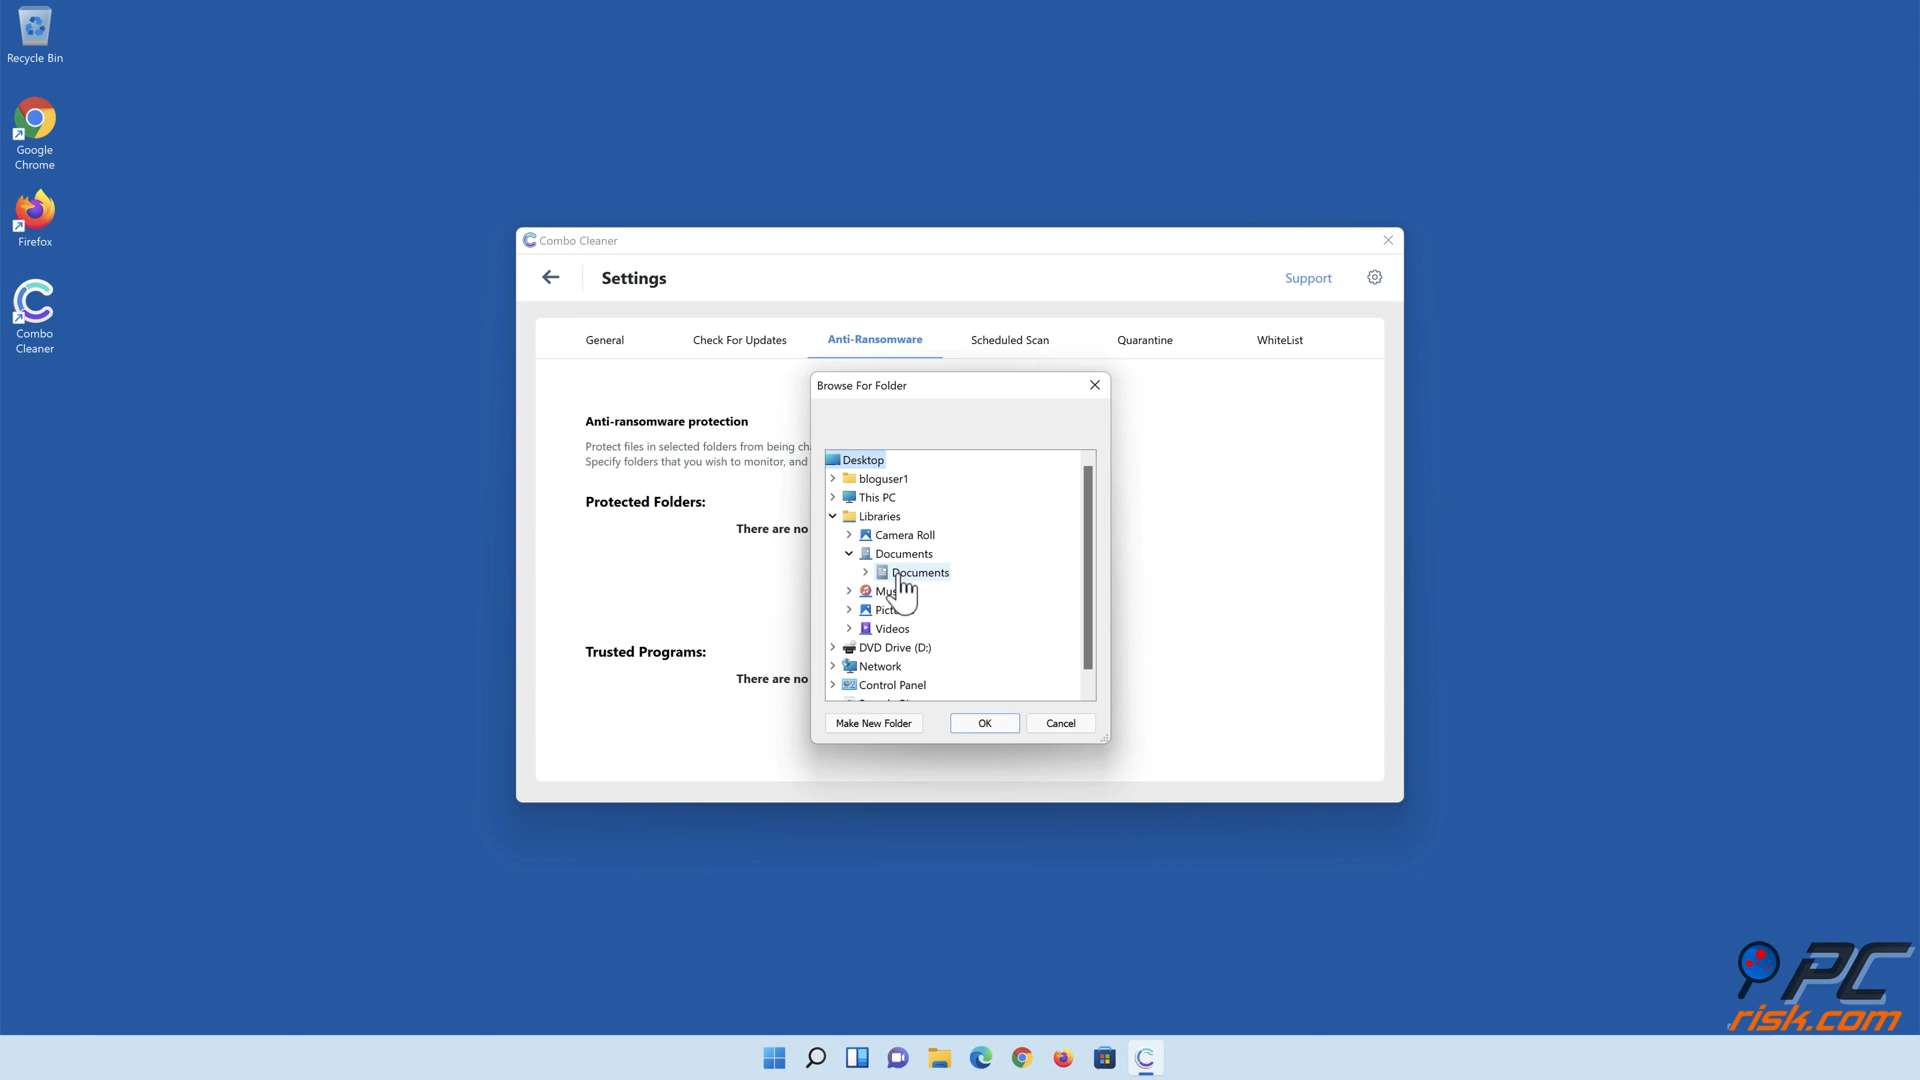 Recycle Bin
Google
Chrome
Firefox
Combo
Cleaner
Combo Cleaner
Settings
Support
General
Check For Updates
Anti-Ransomware
Scheduled Scan
Quarantine
WhiteList
Browse For Folder
Anti-ransomware protection
Protect files in selected folders from being
Specify folders that you wish to monitor, and
Protected Folders:
There are no
Trusted Programs:
There are no
Desktop
bloguser1
This PC
Libraries
Camera Roll
Documents
Documents
Videos
DVD Drive (D:)
Network
Control Panel
Make New Folder
OK
Cancel
PC
risk.com